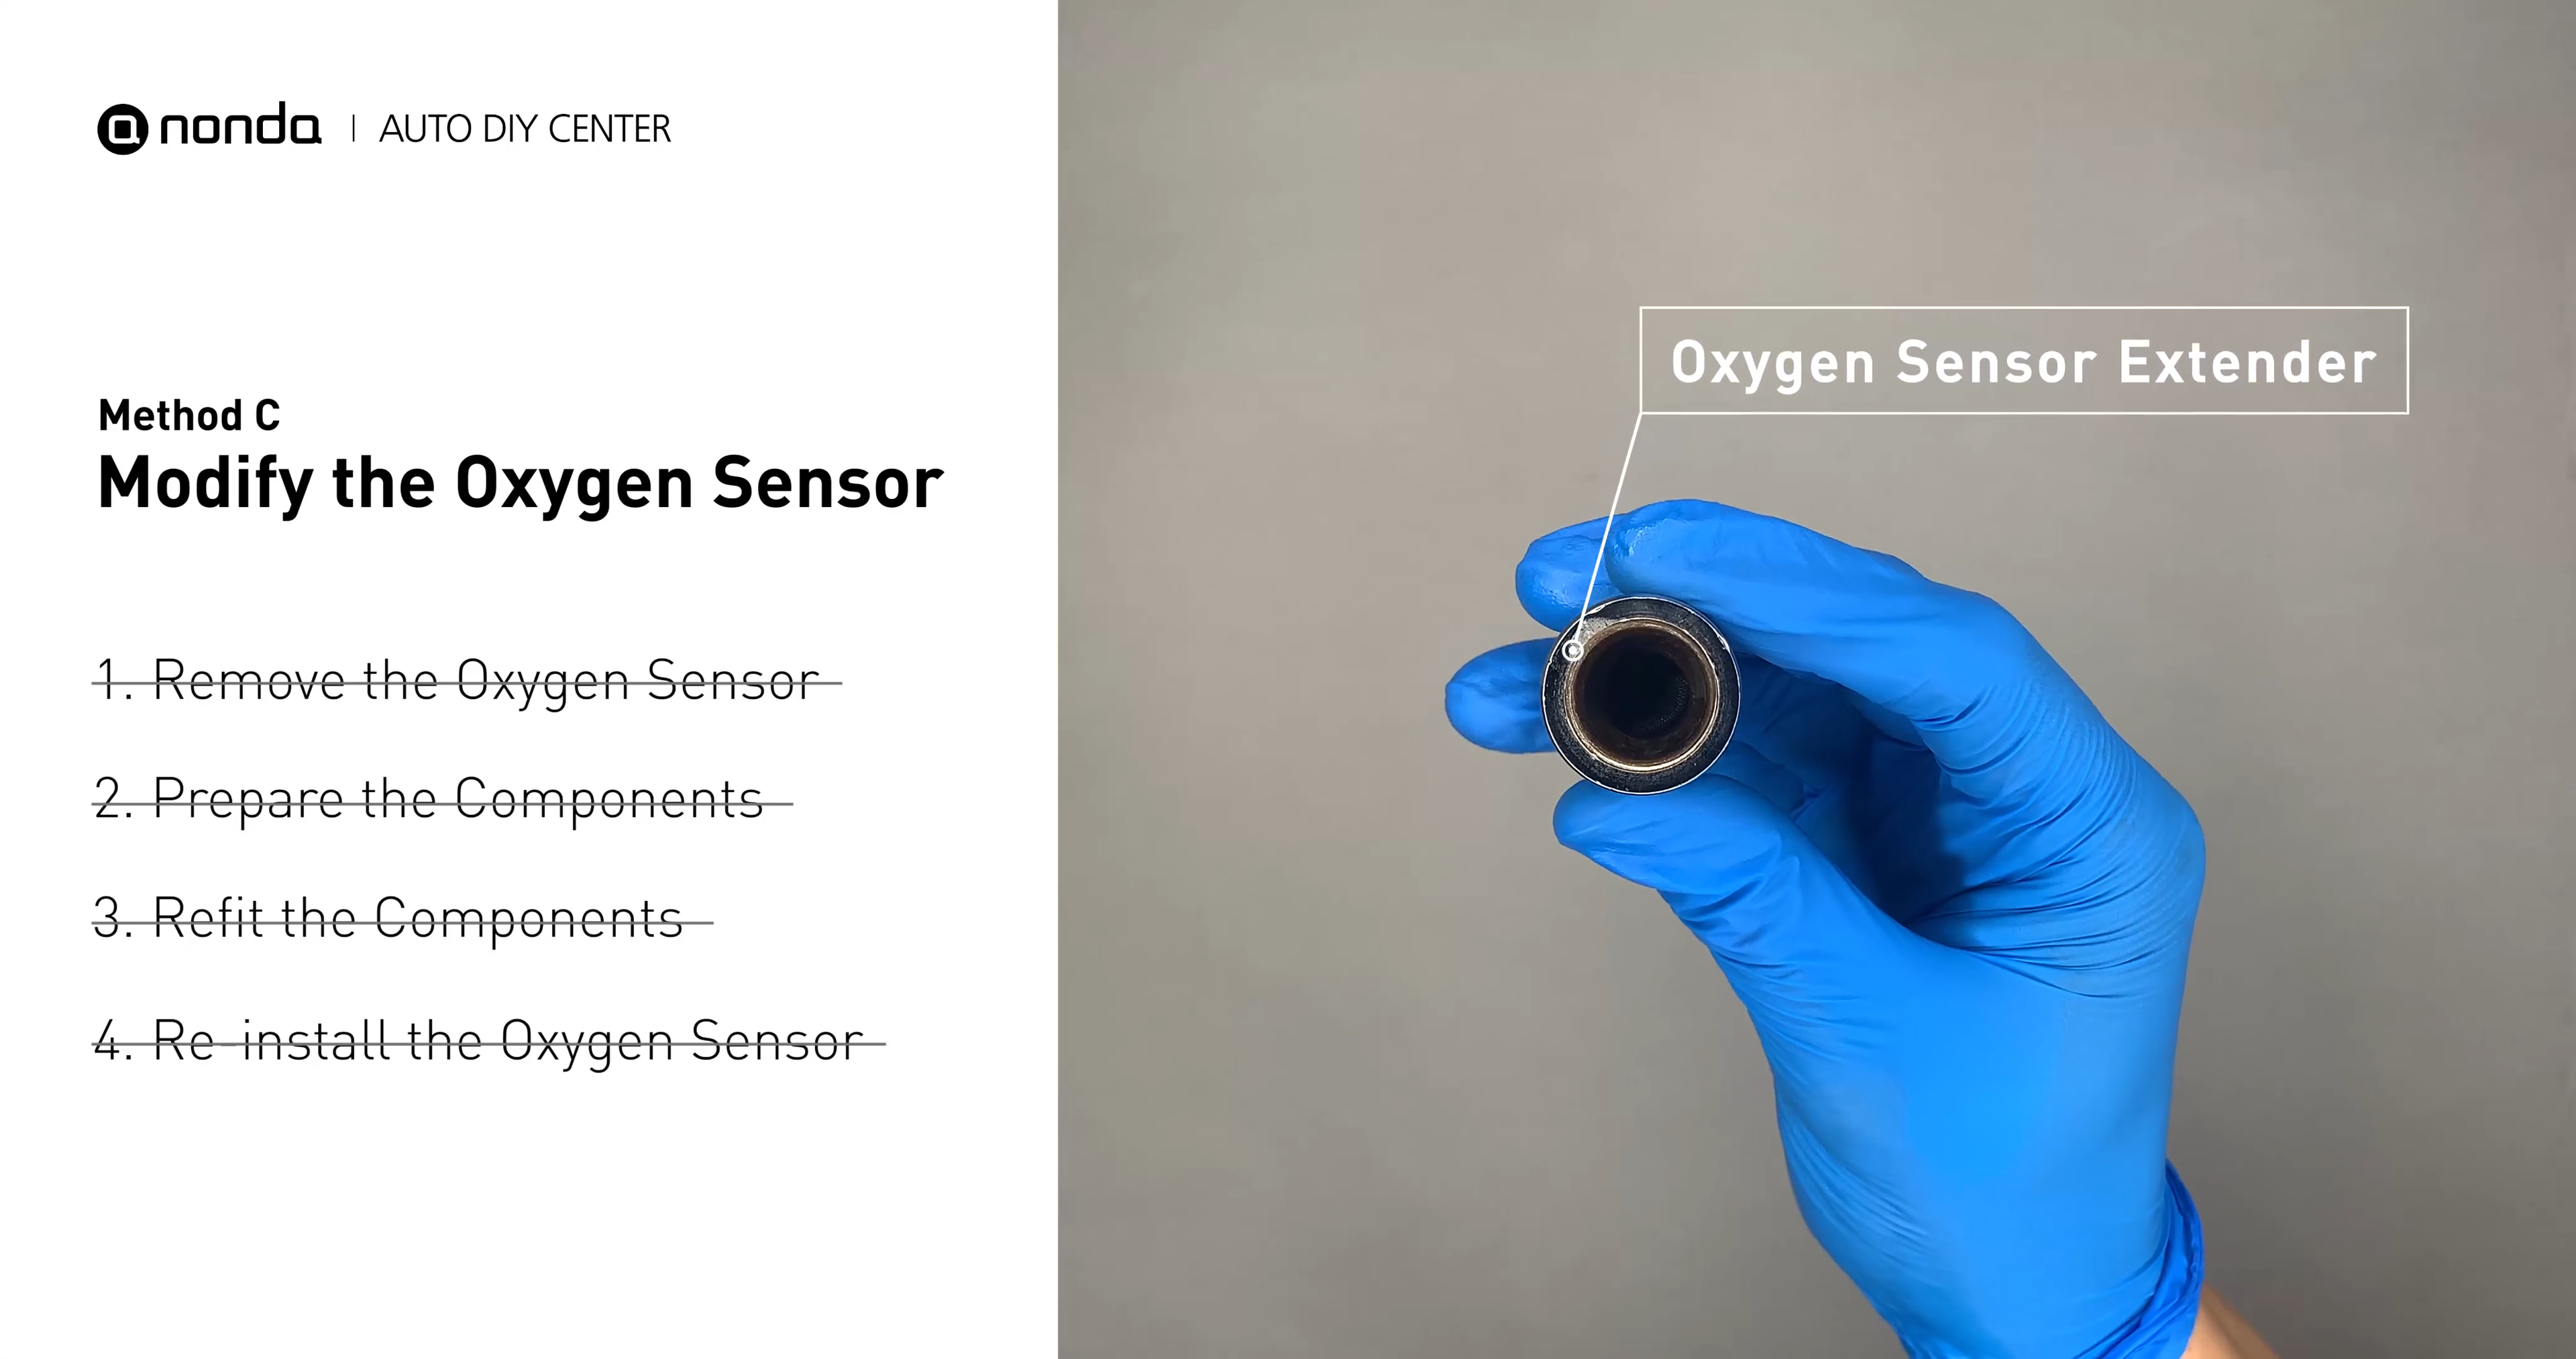 nonda | AUTO DIY CENTER
Method C
Modify the Oxygen Sensor
1. Remove the Oxygen Sensor
2. Prepare the Components
3. Refit the Components
4. Re-install the Oxygen Sensor
Oxygen Sensor Extender